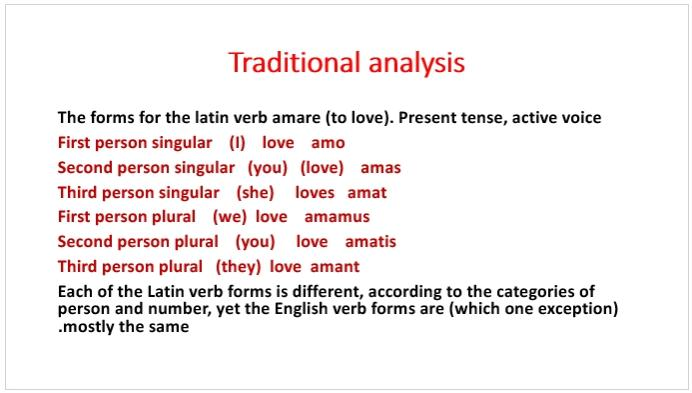 Traditional analysis
The forms for the latin verb amare (to love). Present tense, active voice
First person singular (I) love amo
Second person singular (you) (love) amas
Third person singular (she) loves amat
First person plural (we) love amamus
Second person plural (you) love amatis
Third person plural (they) love amant
Each of the Latin verb forms is different, according to the categories of
person and number, yet the English verb forms are (which one exception)
.mostly the same